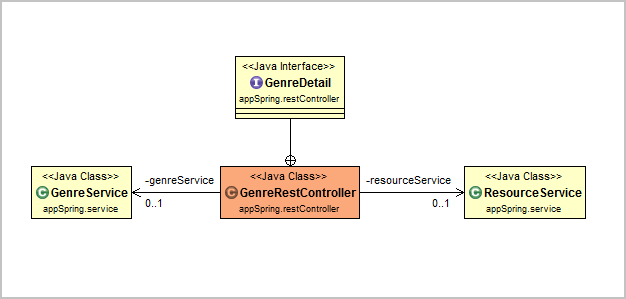 <<Java Interface>>
I GenreDetail
appSpring.restController
<<Java Class>>
C GenreService
appSpring.service
-genreService
0..1
<<Java Class>>
C GenreRestController
appSpring.restController
-resourceService
0..1
<<Java Class>>
C ResourceService
appSpring.service